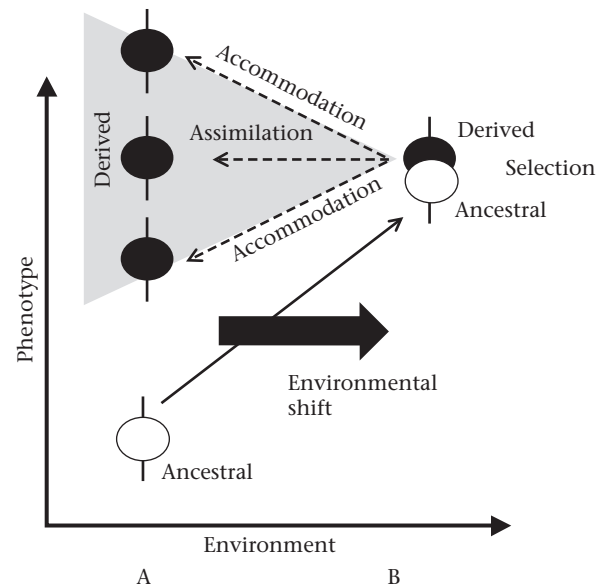 Accommodation
Derived
Assimilation
Derived
Selection
Accommodation
Ancestral
Phenotype
Environmental
shift
Ancestral
Environment
A
B